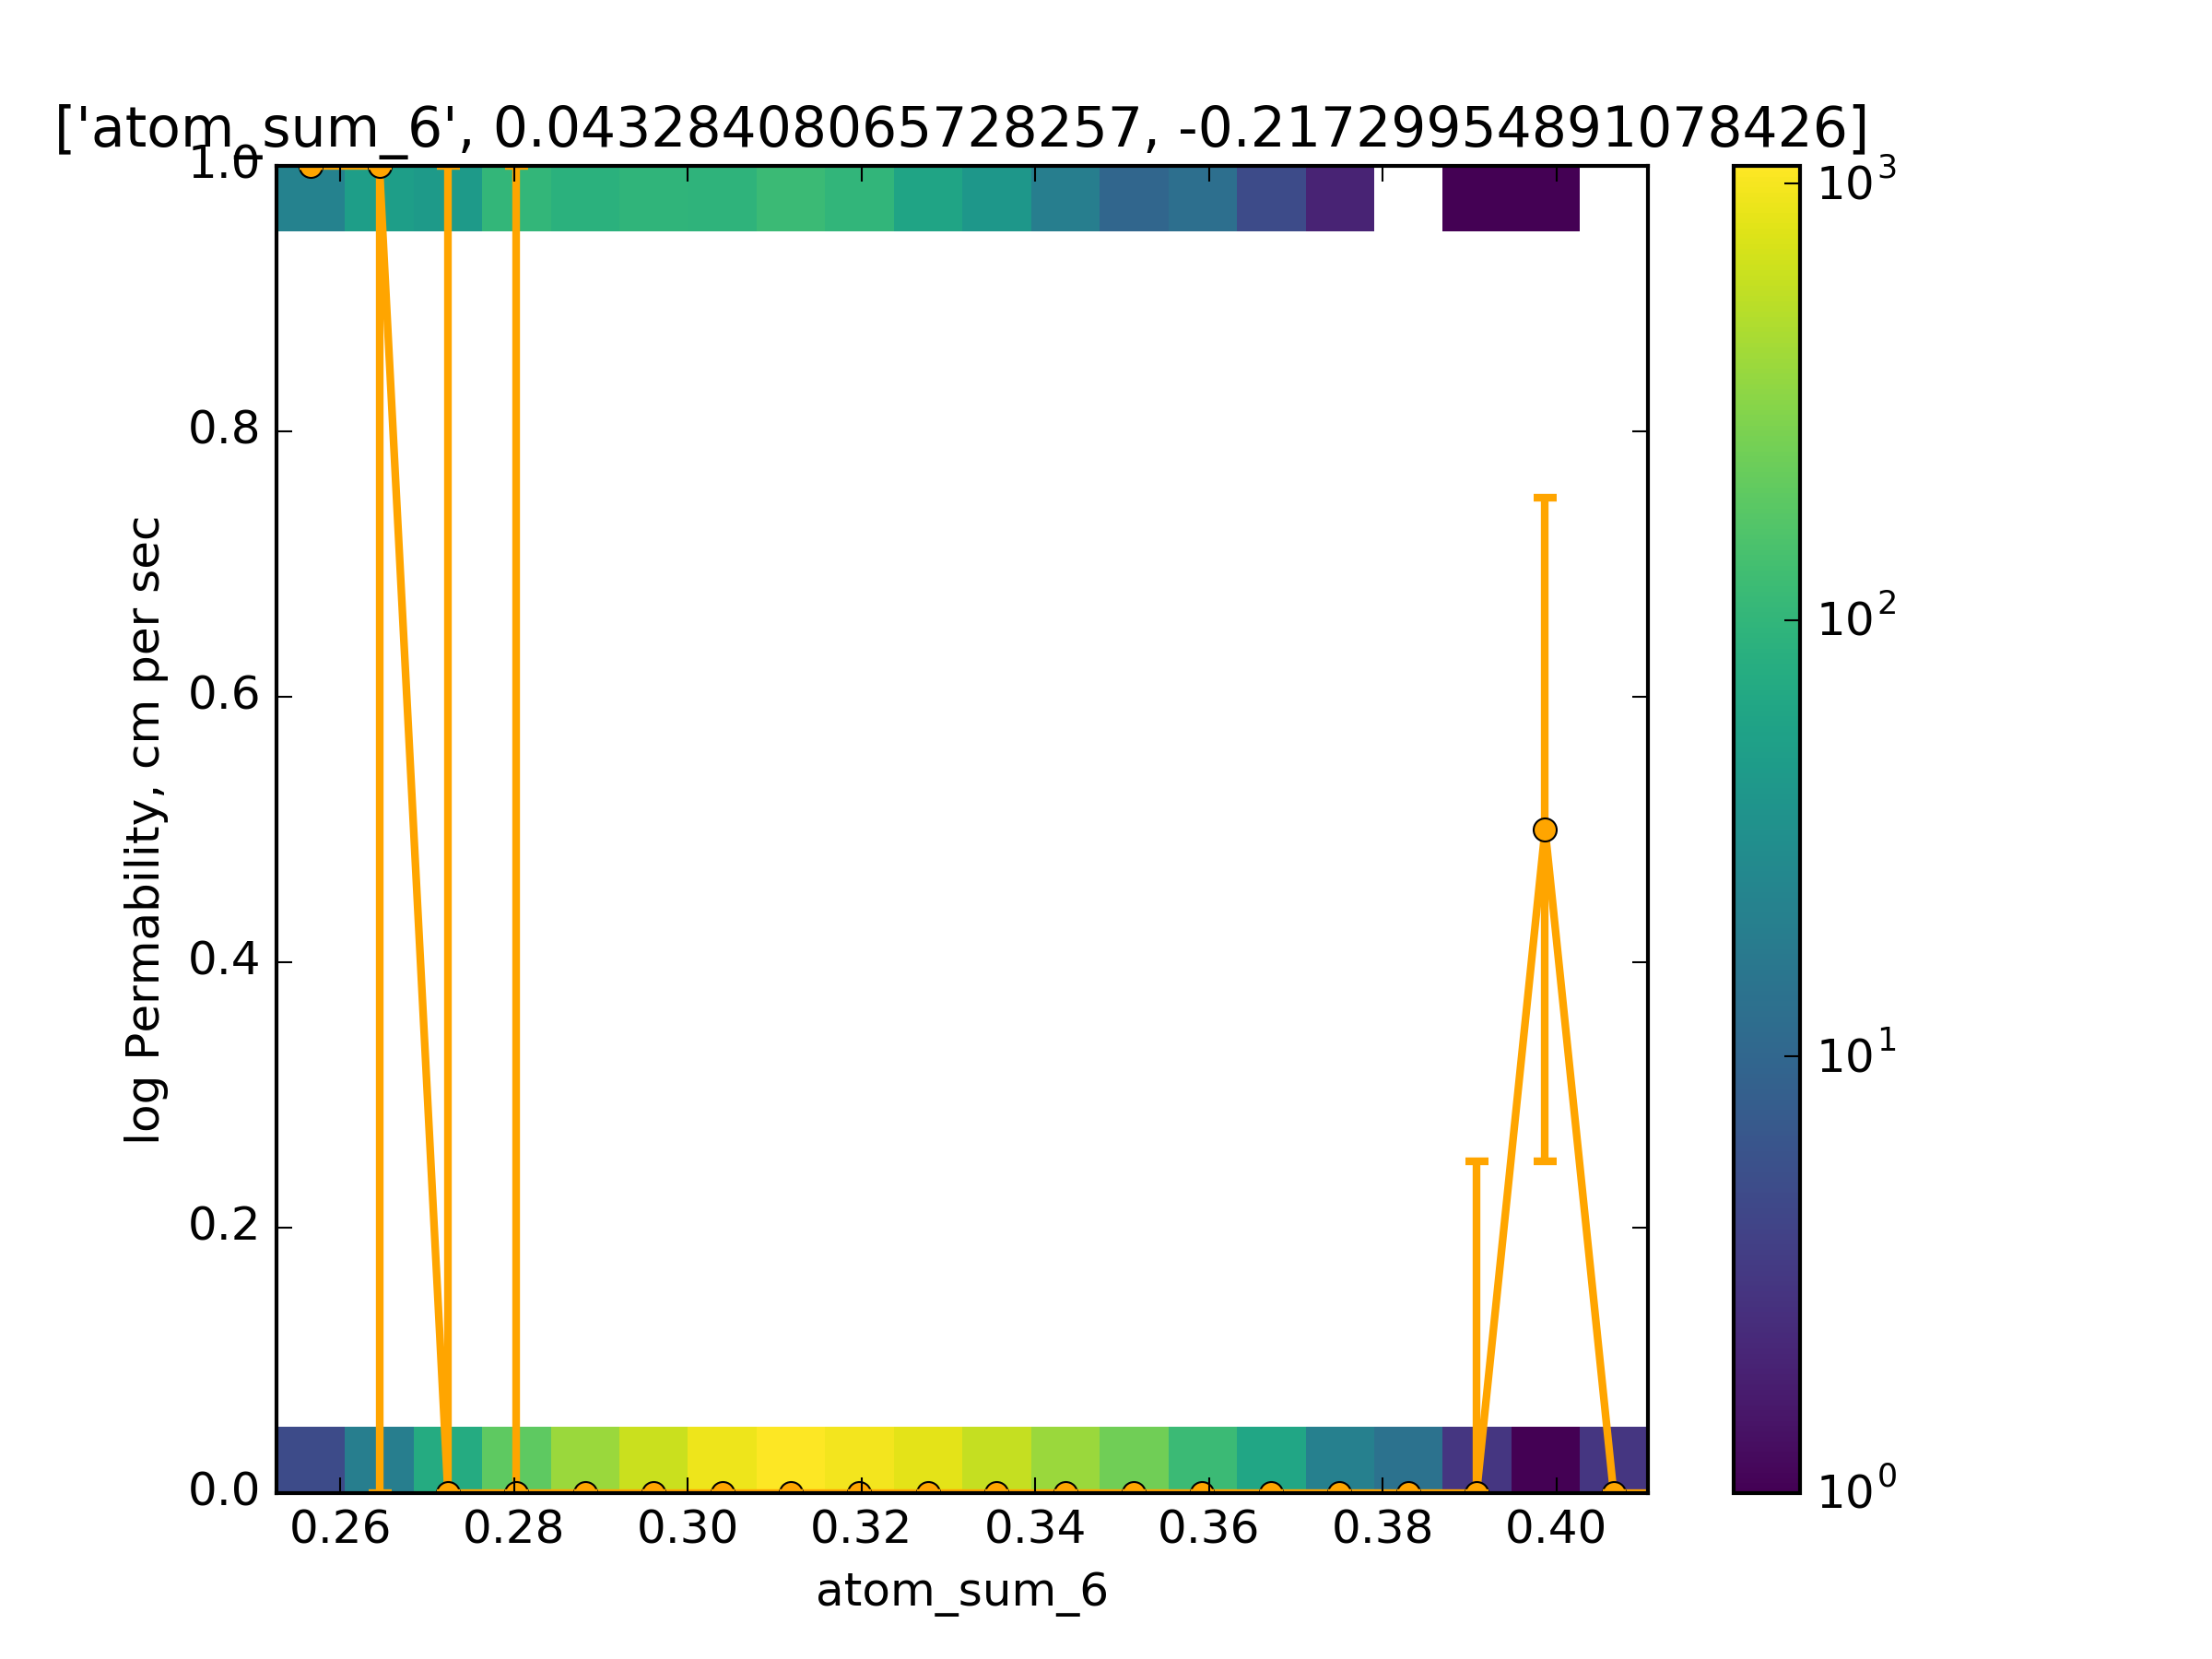 ['atom_sum_6', 0.04328408065728257, -0.21729954891078426]
1.0
0.8
0.6
0.4
0.2
0.0
log Permability, cm per sec
0.26 0.28 0.30 0.32 0.34 0.36 0.38 0.40
atom_sum_6
10³
10²
10¹
10⁰